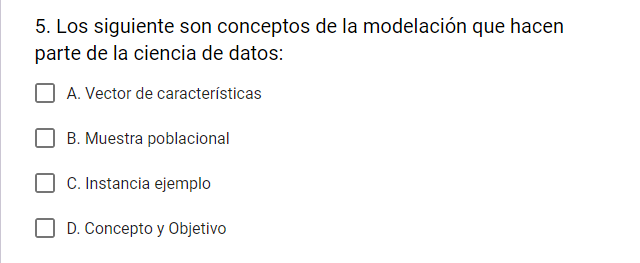 5. Los siguiente son conceptos de la modelación que hacen
parte de la ciencia de datos:
A. Vector de características
B. Muestra poblacional
C. Instancia ejemplo
D. Concepto y Objetivo